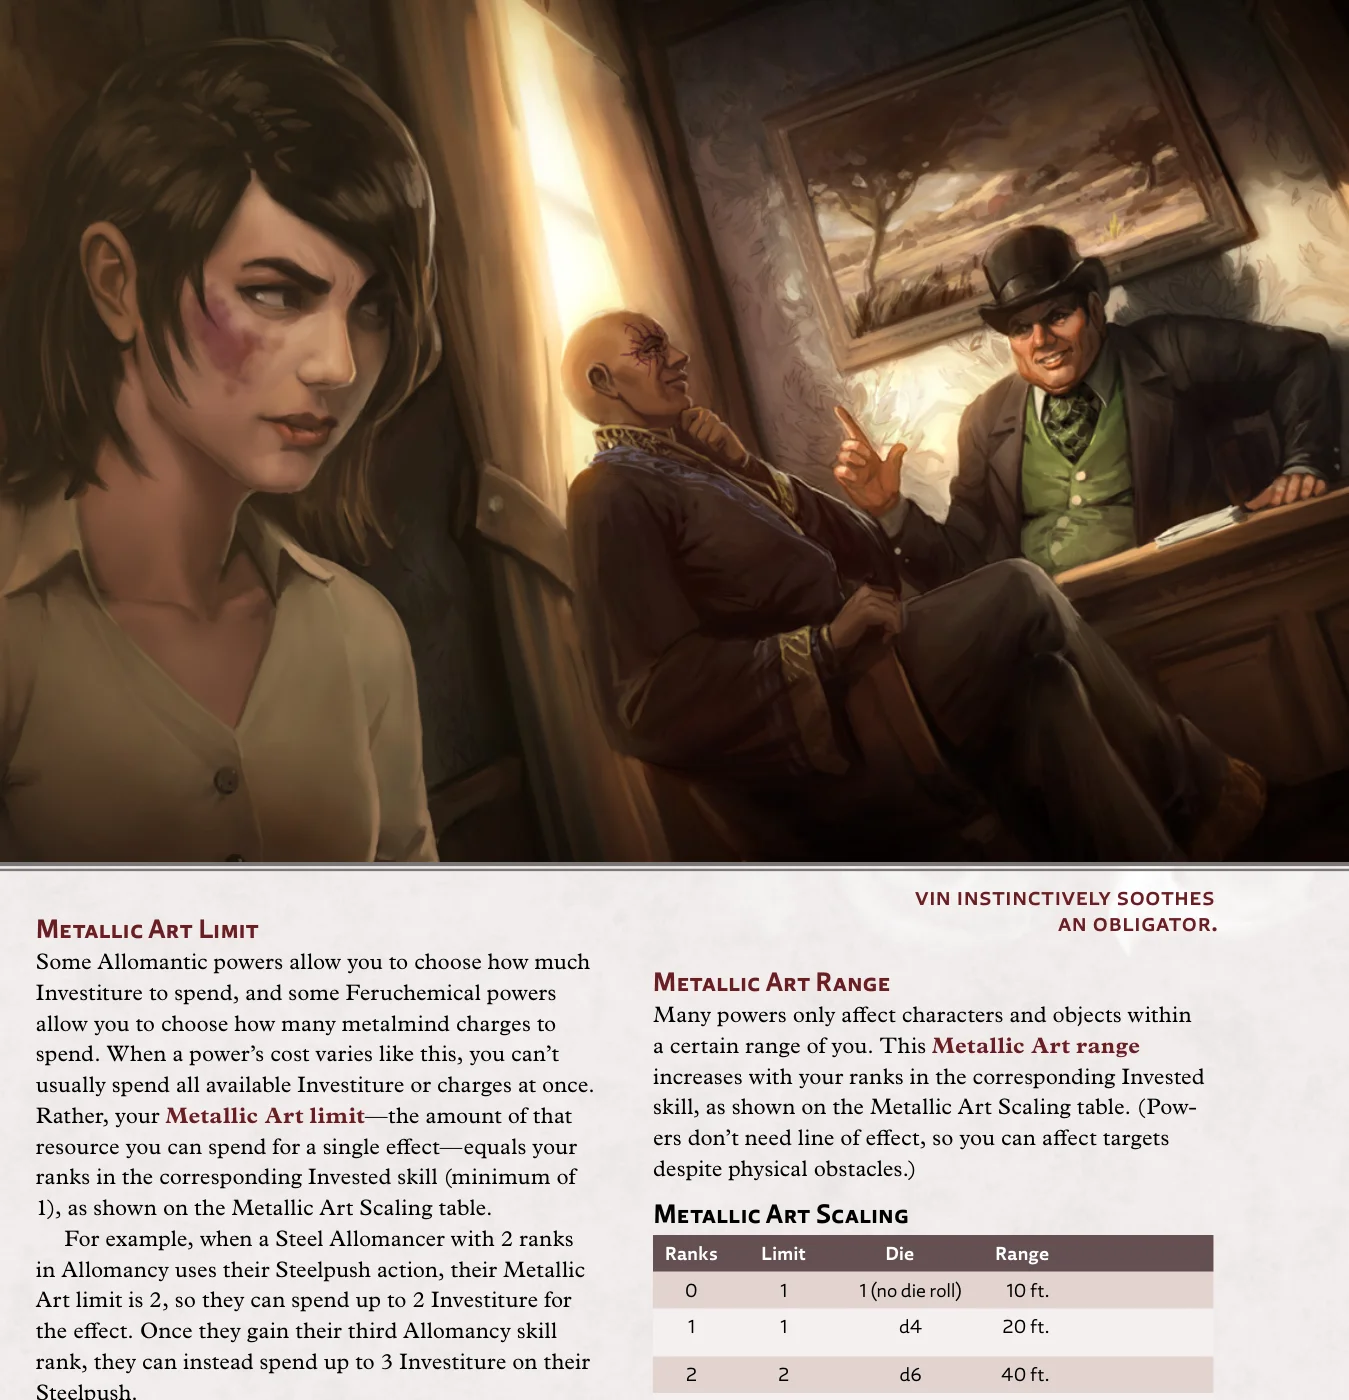 VIN INSTINCTIVELY SOOTHES
AN OBLIGATOR.
Metallic Art Limit
Some Allomantic powers allow you to choose how much
Investiture to spend, and some Feruchemical powers
allow you to choose how many metalmind charges to
spend. When a power’s cost varies like this, you can’t
usually spend all available Investiture or charges at once.
Rather, your Metallic Art limit—the amount of that
resource you can spend for a single effect—equals your
ranks in the corresponding Invested skill (minimum of
1), as shown on the Metallic Art Scaling table.
For example, when a Steel Allomancer with 2 ranks
in Allomancy uses their Steelpush action, their Metallic
Art limit is 2, so they can spend up to 2 Investiture for
the effect. Once they gain their third Allomancy skill
rank, they can instead spend up to 3 Investiture on their
Steelpush.
Metallic Art Range
Many powers only affect characters and objects within
a certain range of you. This Metallic Art range
increases with your ranks in the corresponding Invested
skill, as shown on the Metallic Art Scaling table. (Pow-
ers don’t need line of effect, so you can affect targets
despite physical obstacles.)
Metallic Art Scaling
Ranks Limit Die Range
0 1 1 (no die roll) 10 ft.
1 1 d4 20 ft.
2 2 d6 40 ft.